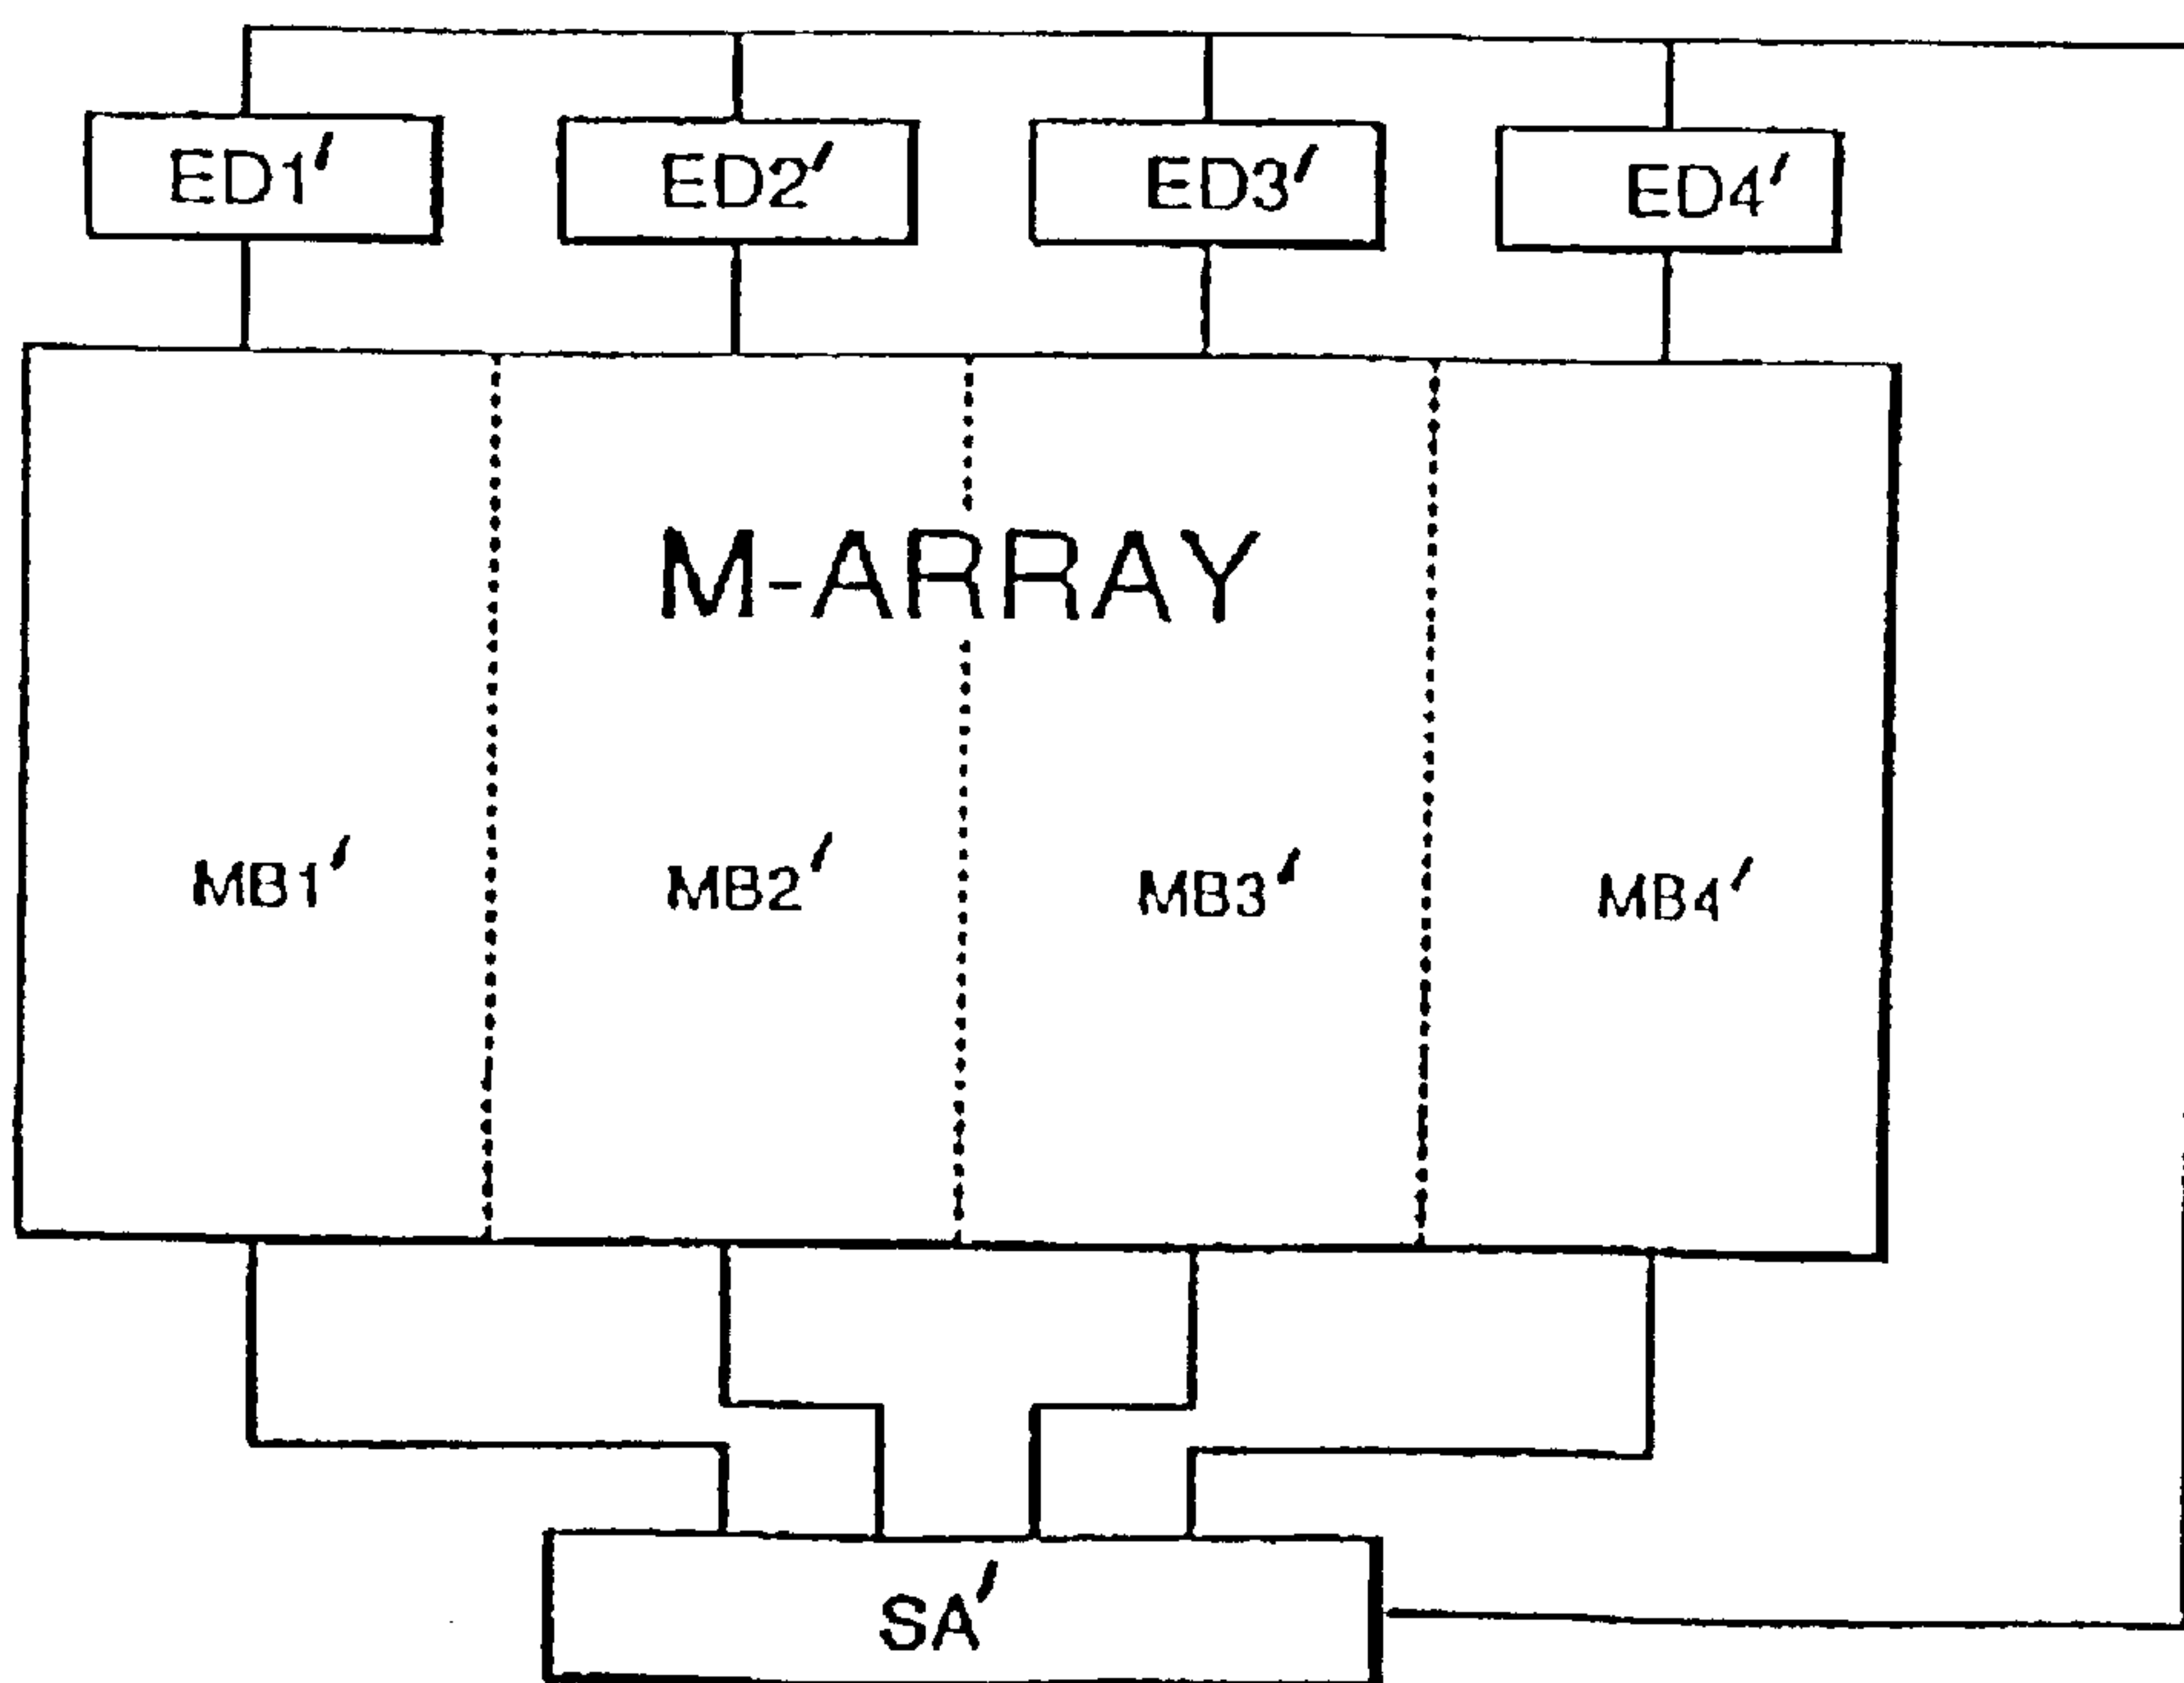 ED1′ ED2′ ED3′ ED4′
M-ARRAY
MB1′ MB2′ MB3′ MB4′
SA′